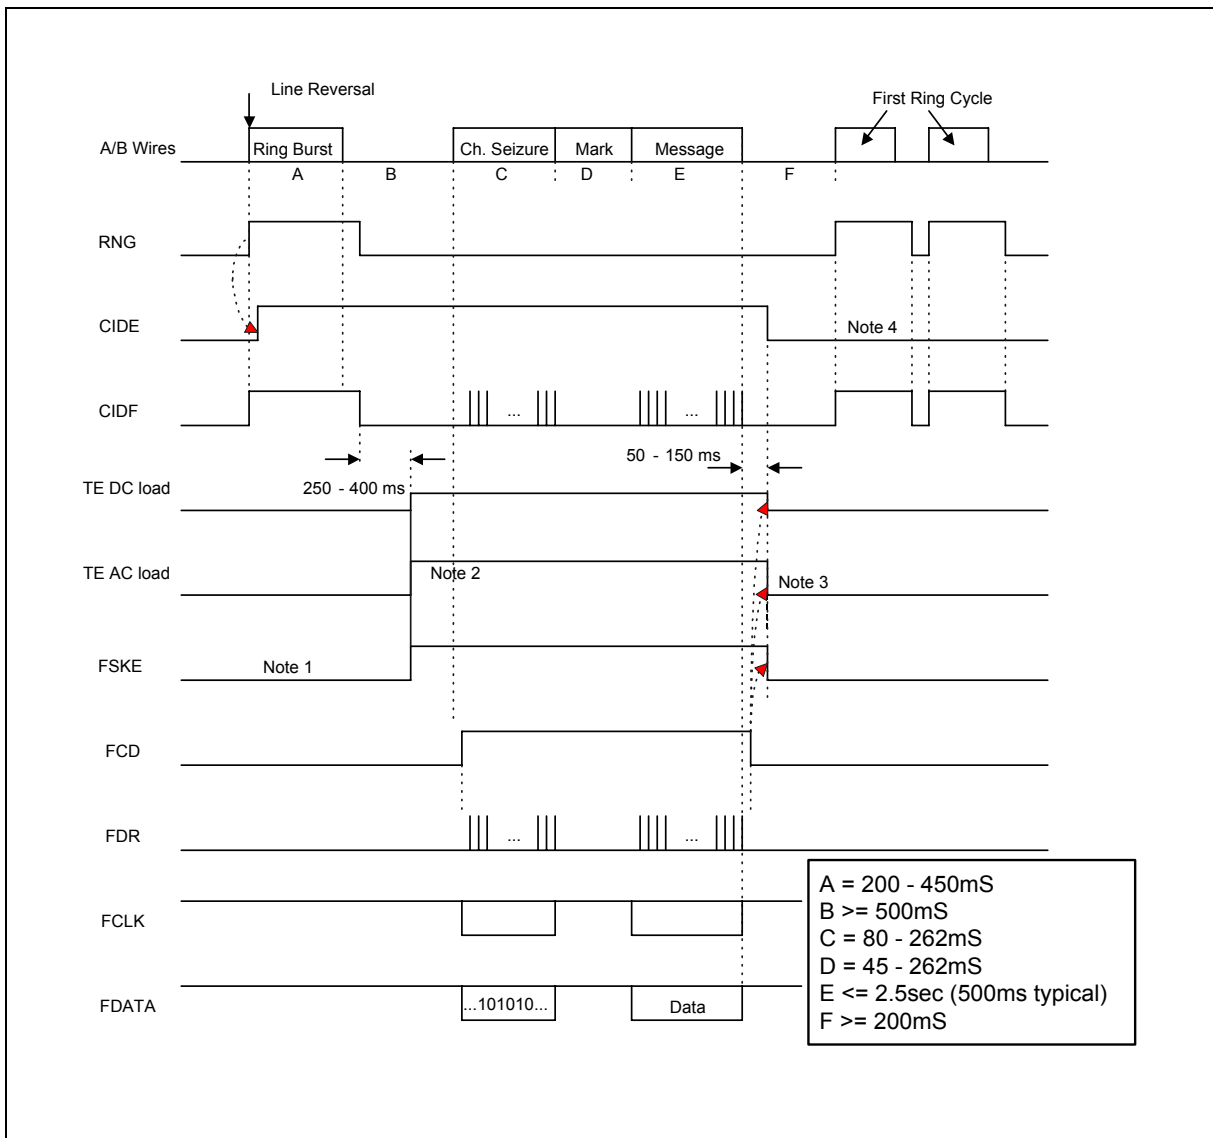 Line Reversal
First Ring Cycle
A/B Wires
Ring Burst
Ch. Seizure
Mark
Message
A
B
C
D
E
F
RNG
CIDE
Note 4
CIDF
...
...
50 - 150 ms
250 - 400 ms
TE DC load
TE AC load
Note 2
Note 3
FSKE
Note 1
FCD
FDR
...
...
FCLK
FDATA
...101010...
Data
A = 200 - 450mS
B >= 500mS
C = 80 - 262mS
D = 45 - 262mS
E <= 2.5sec (500ms typical)
F >= 200mS